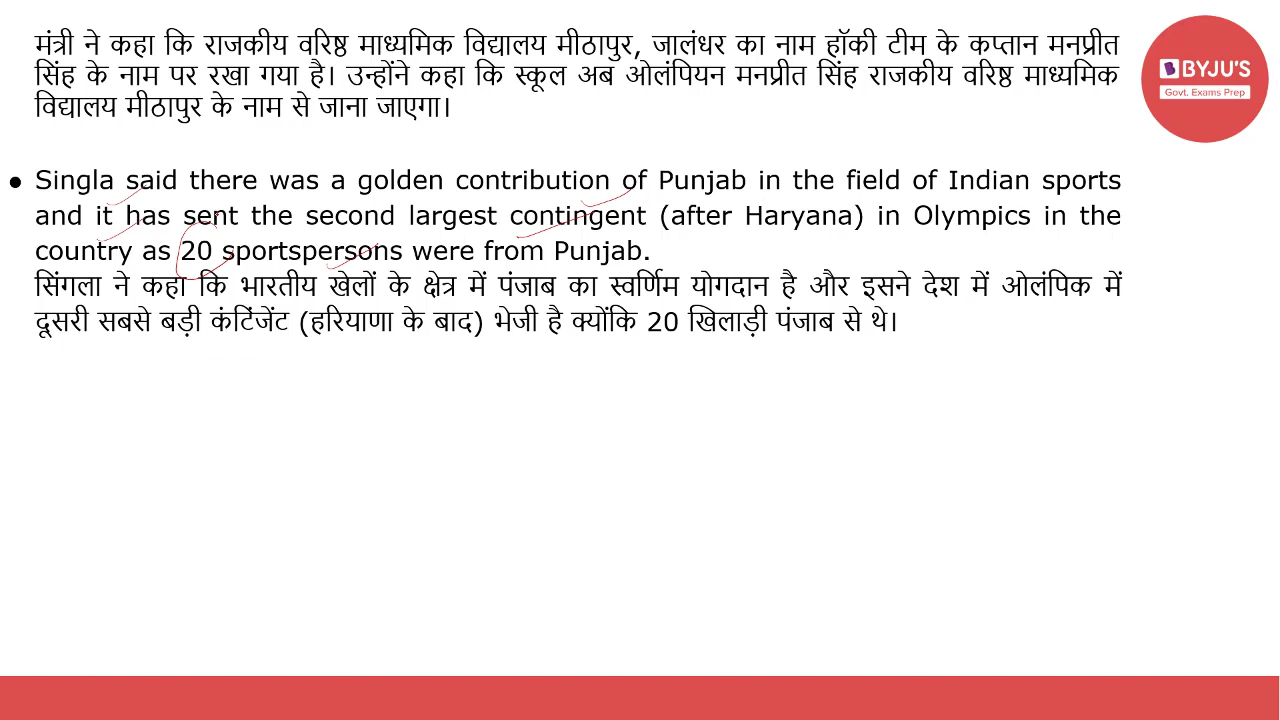 मंत्री ने कहा कि राजकीय वरिष्ठ माध्यमिक विद्यालय मीठापुर, जालंधर का नाम हॉकी टीम के कप्तान मनप्रीत
सिंह के नाम पर रखा गया है। उन्होंने कहा कि स्कूल अब ओलंपियन मनप्रीत सिंह राजकीय वरिष्ठ माध्यमिक
विद्यालय मीठापुर के नाम से जाना जाएगा।
BYJU'S
Govt. Exams Prep
● Singla said there was a golden contribution of Punjab in the field of Indian sports
and it has sent the second largest contingent (after Haryana) in Olympics in the
country as 20 sportspersons were from Punjab.
सिंगला ने कहा कि भारतीय खेलों के क्षेत्र में पंजाब का स्वर्णिम योगदान है और इसने देश में ओलंपिक में
दूसरी सबसे बड़ी कंटिंजेंट (हरियाणा के बाद) भेजी है क्योंकि 20 खिलाड़ी पंजाब से थे।